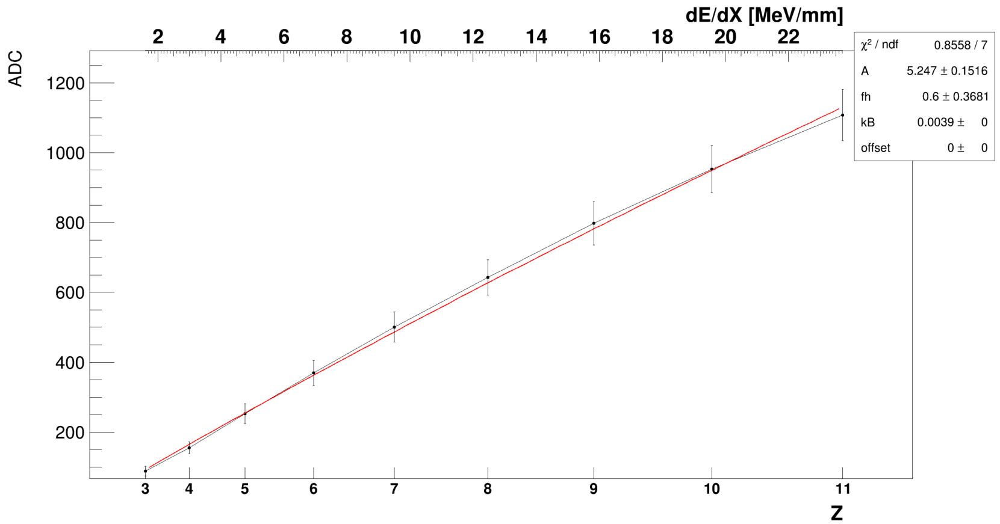 dE/dX [MeV/mm]
2 4 6 8 10 12 14 16 18 20 22
χ² / ndf 0.8558 / 7
A 5.247 ± 0.1516
fh 0.6 ± 0.3681
kB 0.0039 ± 0
offset 0 ± 0
ADC
1200
1000
800
600
400
200
3 4 5 6 7 8 9 10 11
Z